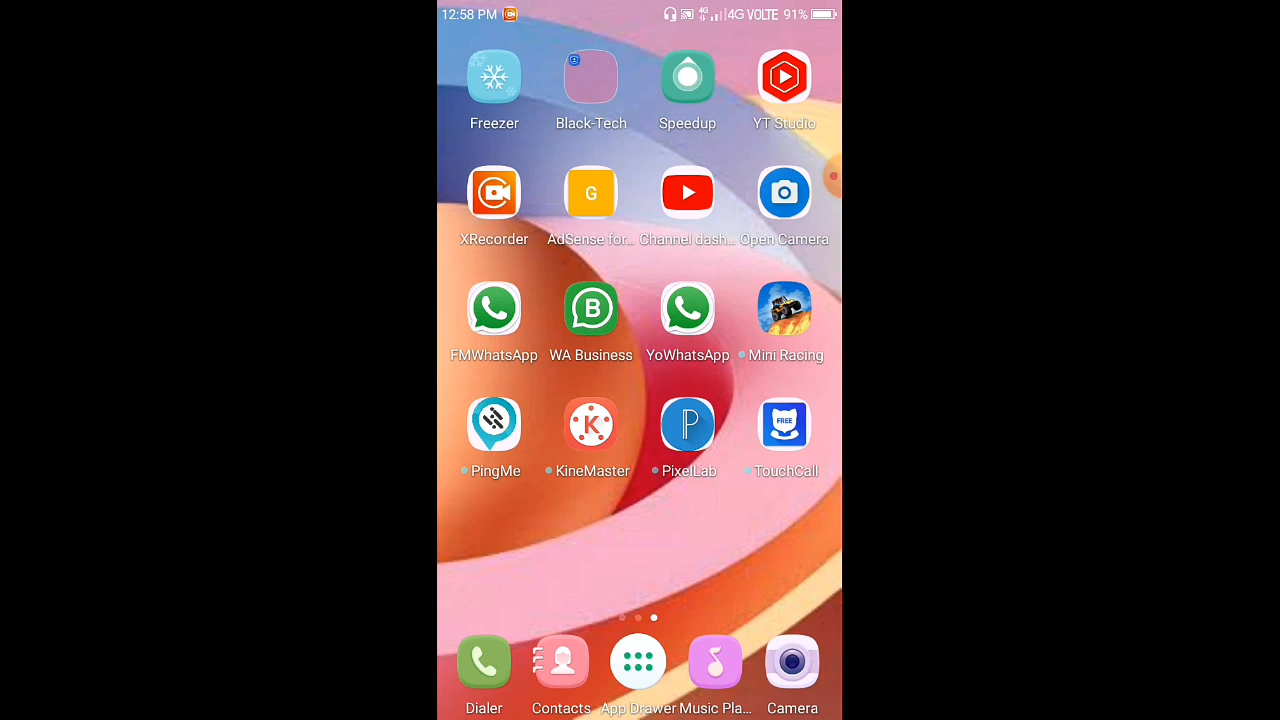 12:58 PM 4G 4G VOLTE 91%
Freezer Black-Tech Speedup YT Studio
G
XRecorder AdSense for... Channel dash... Open Camera
B
FMWhatsApp WA Business YoWhatsApp Mini Racing
K P FREE
PingMe KineMaster PixelLab TouchCall
Dialer Contacts App Drawer Music Pla... Camera